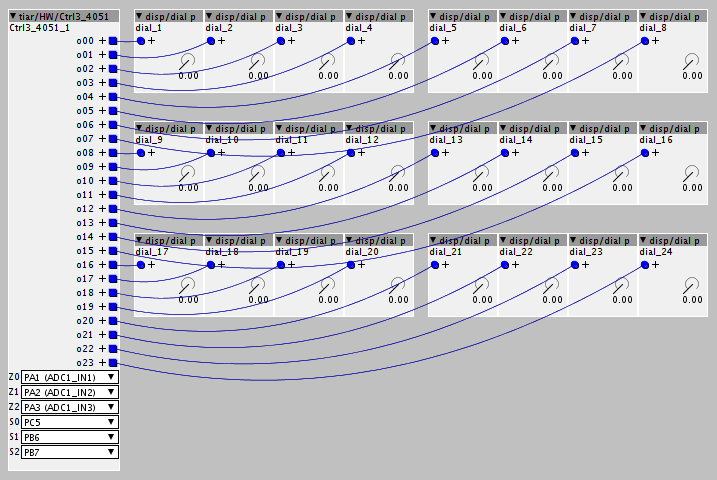 tiar/HW/Ctrl3_4051
Ctrl3_4051_1
o00 +
o01 +
o02 +
o03 +
o04 +
o05 +
o06 +
o07 +
o08 +
o09 +
o10 +
o11 +
o12 +
o13 +
o14 +
o15 +
o16 +
o17 +
o18 +
o19 +
o20 +
o21 +
o22 +
o23 +
Z0 PA1 (ADC1_IN1)
Z1 PA2 (ADC1_IN2)
Z2 PA3 (ADC1_IN3)
S0 PC5
S1 PB6
S2 PB7
disp/dial p disp/dial p disp/dial p disp/dial p disp/dial p disp/dial p disp/dial p disp/dial p
dial_1 dial_2 dial_3 dial_4 dial_5 dial_6 dial_7 dial_8
+ + + + + + + +
0.00 0.00 0.00 0.00 0.00 0.00 0.00 0.00
disp/dial p disp/dial p disp/dial p disp/dial p disp/dial p disp/dial p disp/dial p disp/dial p
dial_9 dial_10 dial_11 dial_12 dial_13 dial_14 dial_15 dial_16
+ + + + + + + +
0.00 0.00 0.00 0.00 0.00 0.00 0.00 0.00
disp/dial p disp/dial p disp/dial p disp/dial p disp/dial p disp/dial p disp/dial p disp/dial p
dial_17 dial_18 dial_19 dial_20 dial_21 dial_22 dial_23 dial_24
+ + + + + + + +
0.00 0.00 0.00 0.00 0.00 0.00 0.00 0.00